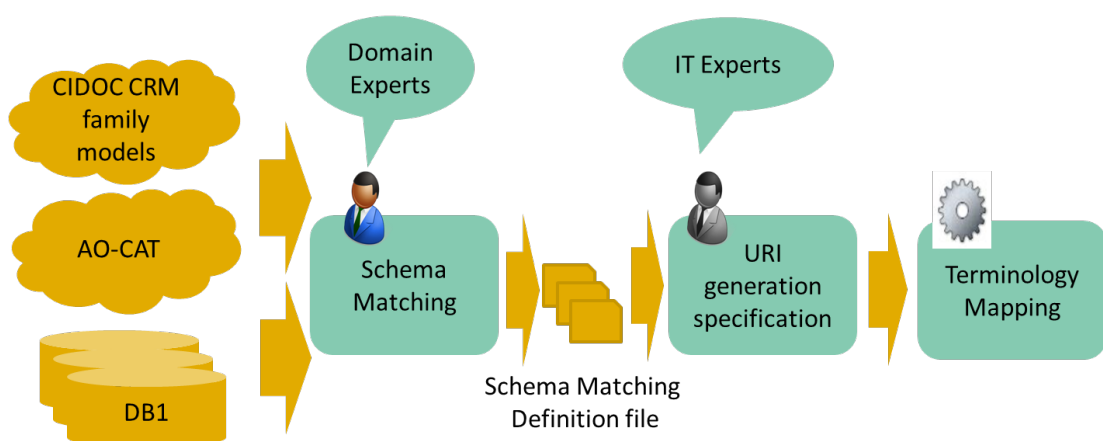 CIDOC CRM
family
models
AO-CAT
DB1
Domain
Experts
Schema
Matching
Schema Matching
Definition file
IT Experts
URI
generation
specification
Terminology
Mapping